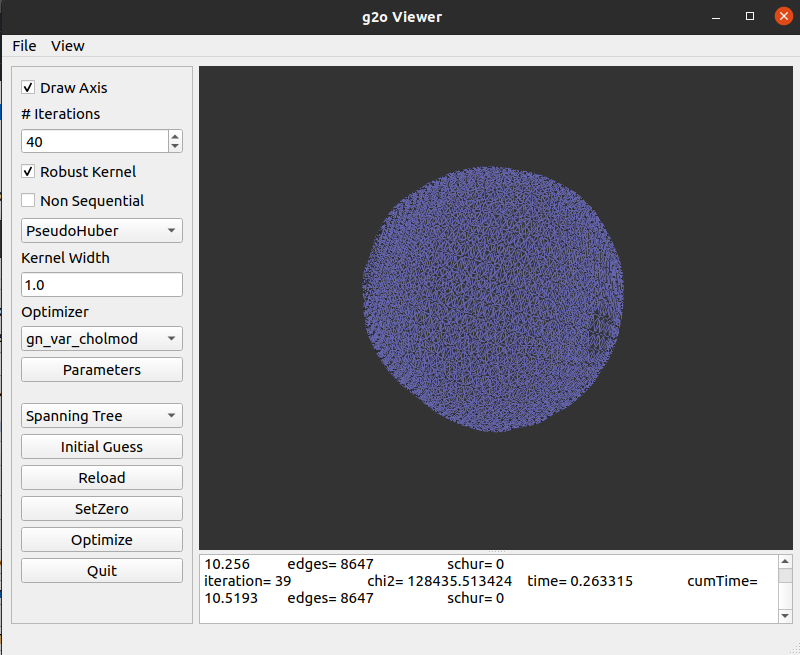 g2o Viewer
File View
Draw Axis
# Iterations
40
Robust Kernel
Non Sequential
PseudoHuber
Kernel Width
1.0
Optimizer
gn_var_cholmod
Parameters
Spanning Tree
Initial Guess
Reload
SetZero
Optimize
Quit
10.256 edges= 8647 schur= 0
iteration= 39 chi2= 128435.513424 time= 0.263315 cumTime=
10.5193 edges= 8647 schur= 0